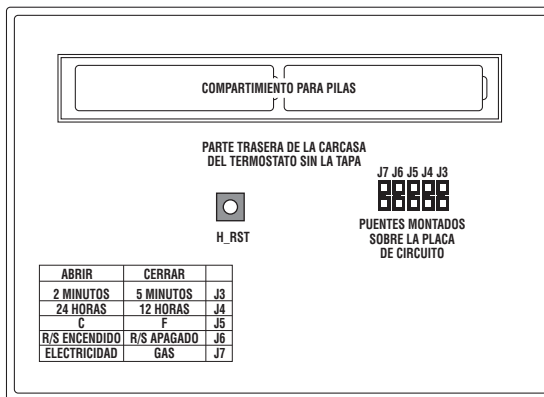 COMPARTIMIENTO PARA PILAS
PARTE TRASERA DE LA CARCASA
DEL TERMOSTATO SIN LA TAPA
J7 J6 J5 J4 J3
PUENTES MONTADOS
SOBRE LA PLACA
DE CIRCUITO
H_RST
ABRIR CERRAR
2 MINUTOS 5 MINUTOS J3
24 HORAS 12 HORAS J4
C F J5
R/S ENCENDIDO R/S APAGADO J6
ELECTRICIDAD GAS J7